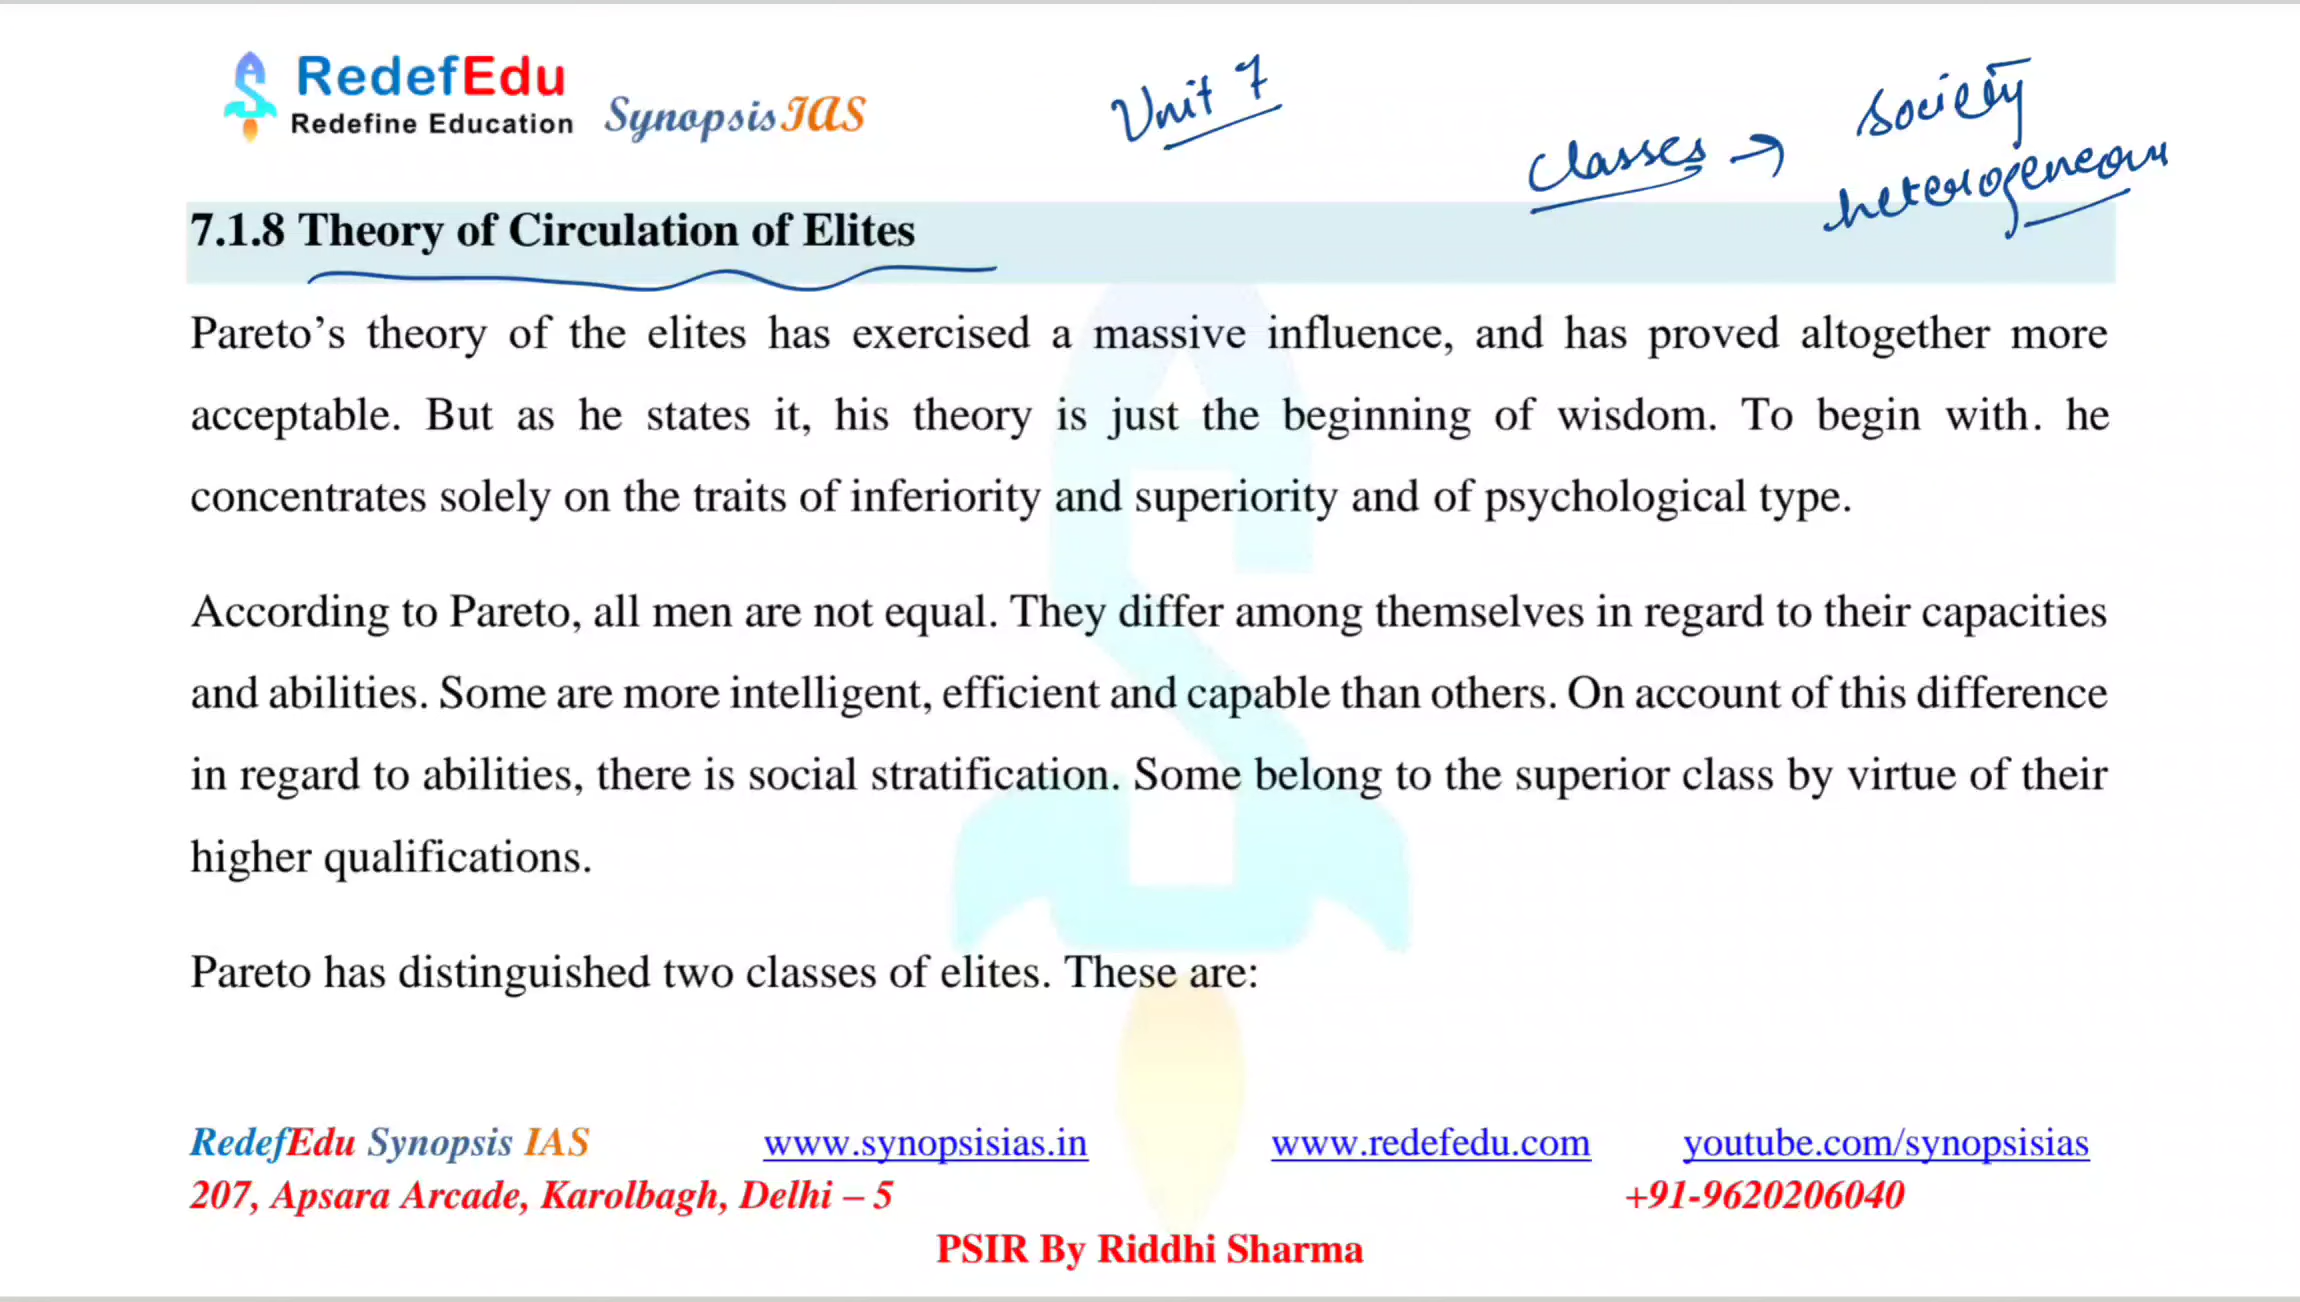 RedefEdu
Redefine Education
Synopsis IAS
Unit 7
Classes → Society
heterogeneous
7.1.8 Theory of Circulation of Elites
Pareto’s theory of the elites has exercised a massive influence, and has proved altogether more
acceptable. But as he states it, his theory is just the beginning of wisdom. To begin with. he
concentrates solely on the traits of inferiority and superiority and of psychological type.
According to Pareto, all men are not equal. They differ among themselves in regard to their capacities
and abilities. Some are more intelligent, efficient and capable than others. On account of this difference
in regard to abilities, there is social stratification. Some belong to the superior class by virtue of their
higher qualifications.
Pareto has distinguished two classes of elites. These are:
RedefEdu Synopsis IAS www.synopsisias.in www.redefedu.com youtube.com/synopsisias
207, Apsara Arcade, Karolbagh, Delhi – 5 +91-9620206040
PSIR By Riddhi Sharma